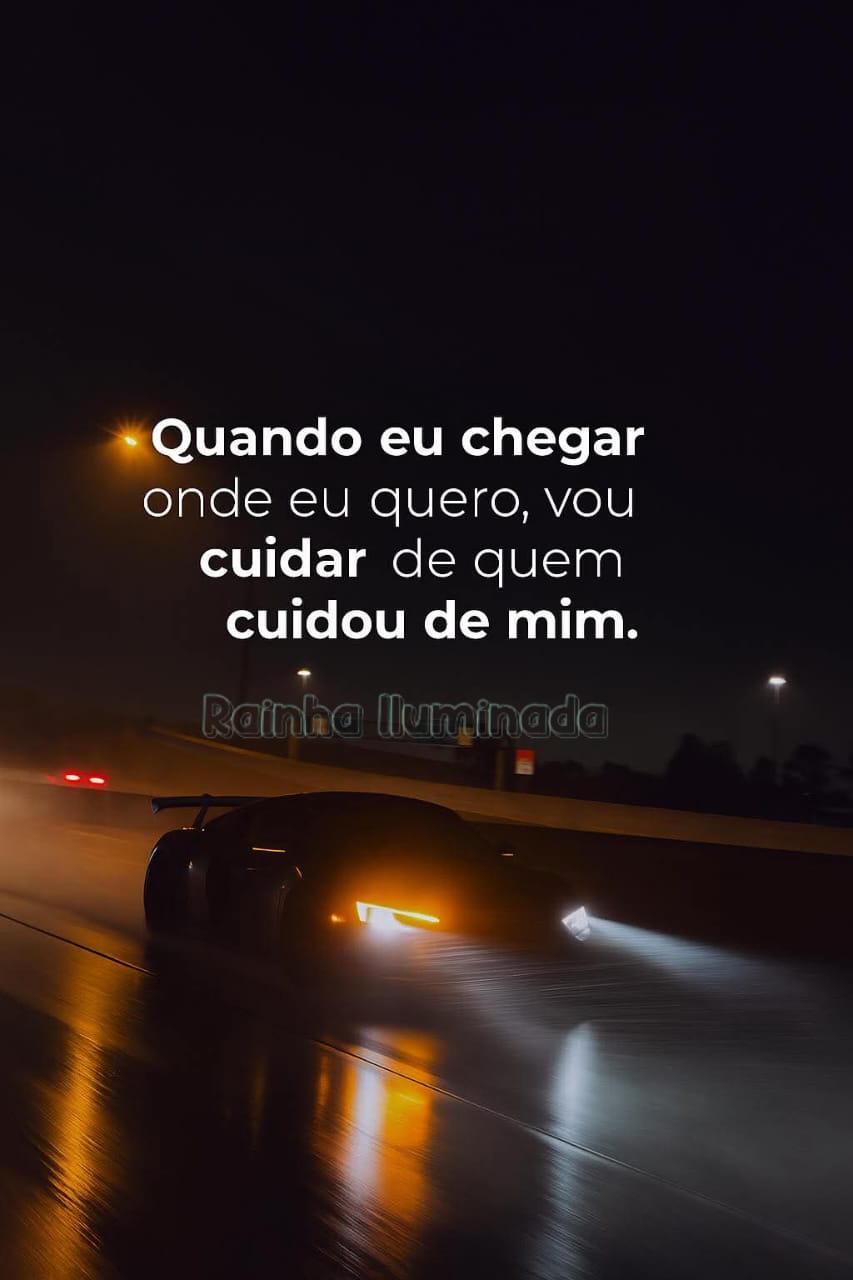 Quando eu chegar
onde eu quero, vou
cuidar de quem
cuidou de mim.
Rainha Iluminada